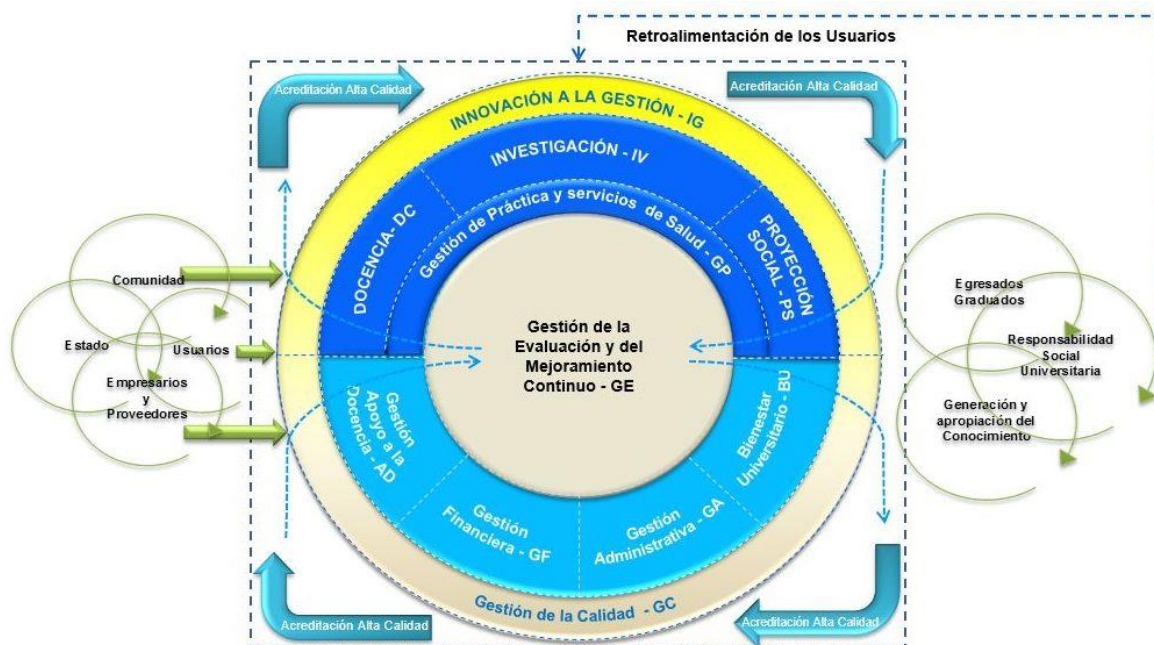 Retroalimentación de los Usuarios
Acreditación Alta Calidad
Acreditación Alta Calidad
INNOVACIÓN A LA GESTIÓN - IG
INVESTIGACIÓN - IV
DOCENCIA- DC
Gestión de Práctica y servicios de Salud - GP
PROYECCIÓN
SOCIAL - PS
Comunidad
Estado
Usuarios
Empresarios
y
Proveedores
Gestión de la
Evaluación y del
Mejoramiento
Continuo - GE
Egresados
Graduados
Responsabilidad
Social
Universitaria
Generación y
apropiación del
Conocimiento
Gestión
Apoyo a la
Docencia - AD
Gestión
Financiera - GF
Gestión
Administrativa - GA
Bienestar
Universitario - BU
Gestión de la Calidad - GC
Acreditación Alta Calidad
Acreditación Alta Calidad